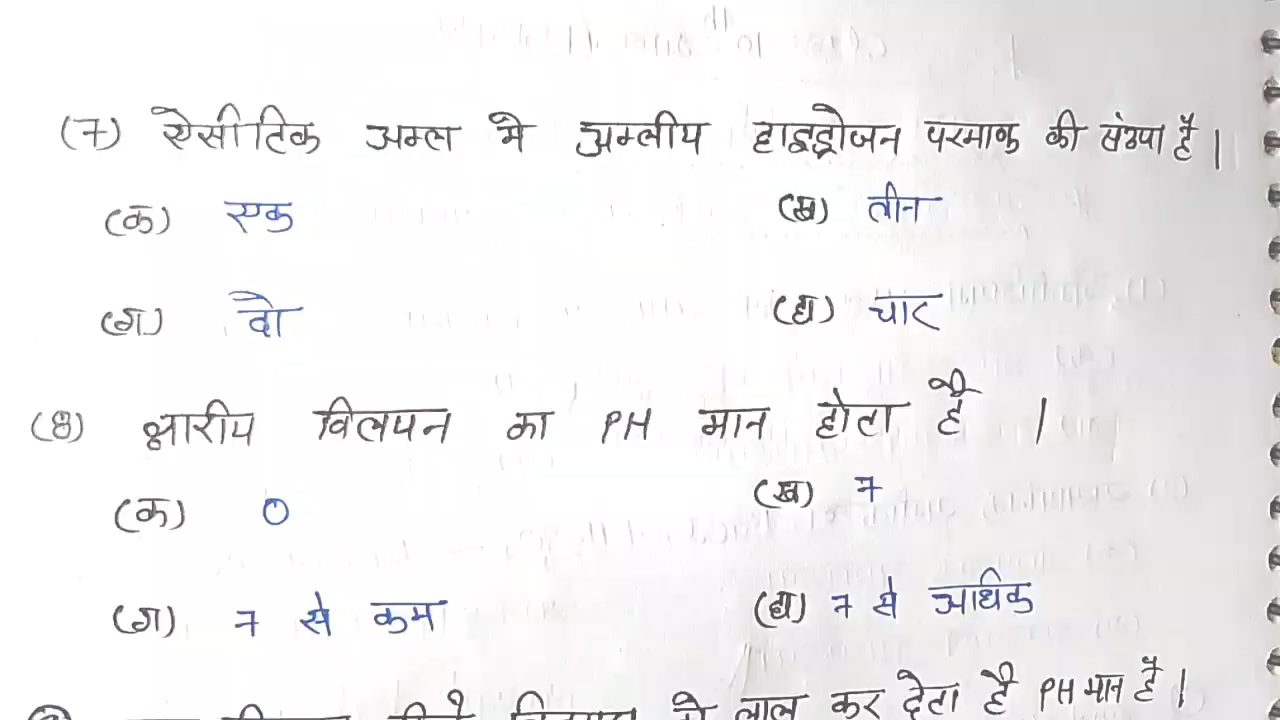 (7) ऐसीटिक अम्ल मे अम्लीय हाइड्रोजन परमाणु की संख्या है |
(क) एक (ख) तीन
(ग) दो (घ) चार
(8) क्षारीय विलयन का PH मान होता है |
(क) 0 (ख) 7
(ग) 7 से कम (घ) 7 से अधिक
लाल कर देता है PH मान है |